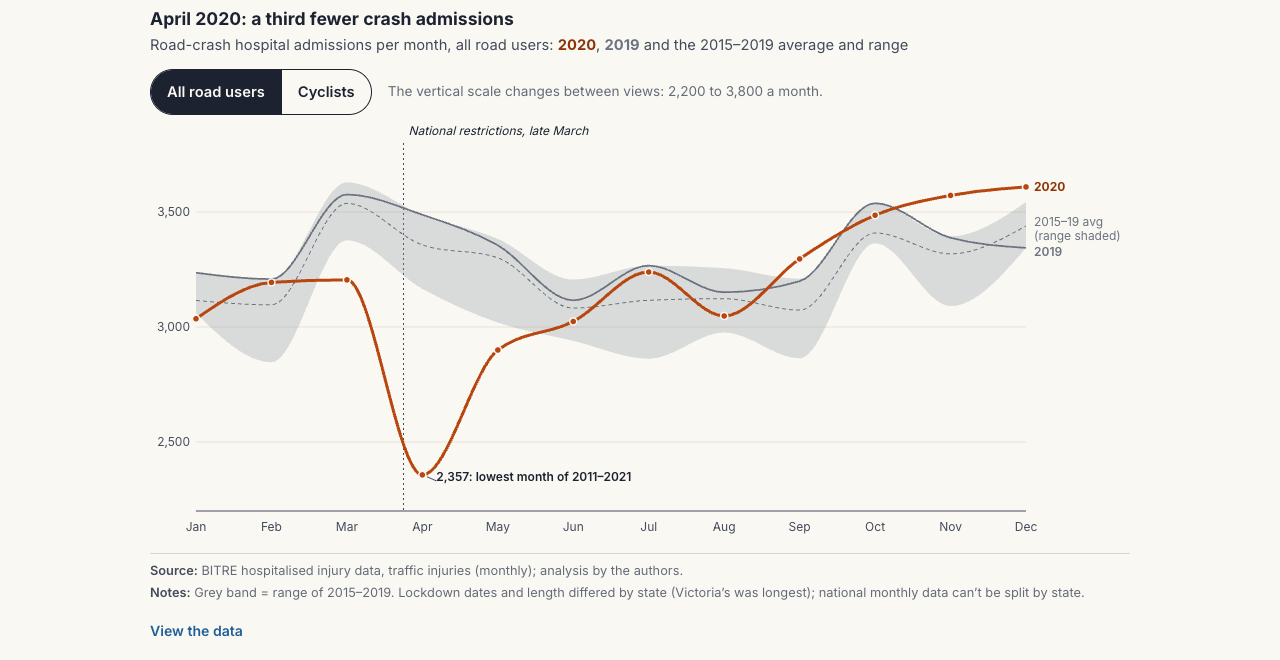 April 2020: a third fewer crash admissions
Road-crash hospital admissions per month, all road users: 2020, 2019 and the 2015–2019 average and range
All road users
Cyclists
The vertical scale changes between views: 2,200 to 3,800 a month.
National restrictions, late March
3,500
3,000
2,500
2020
2015–19 avg
(range shaded)
2019
2,357: lowest month of 2011–2021
Jan Feb Mar Apr May Jun Jul Aug Sep Oct Nov Dec
Source: BITRE hospitalised injury data, traffic injuries (monthly); analysis by the authors.
Notes: Grey band = range of 2015–2019. Lockdown dates and length differed by state (Victoria’s was longest); national monthly data can’t be split by state.
View the data